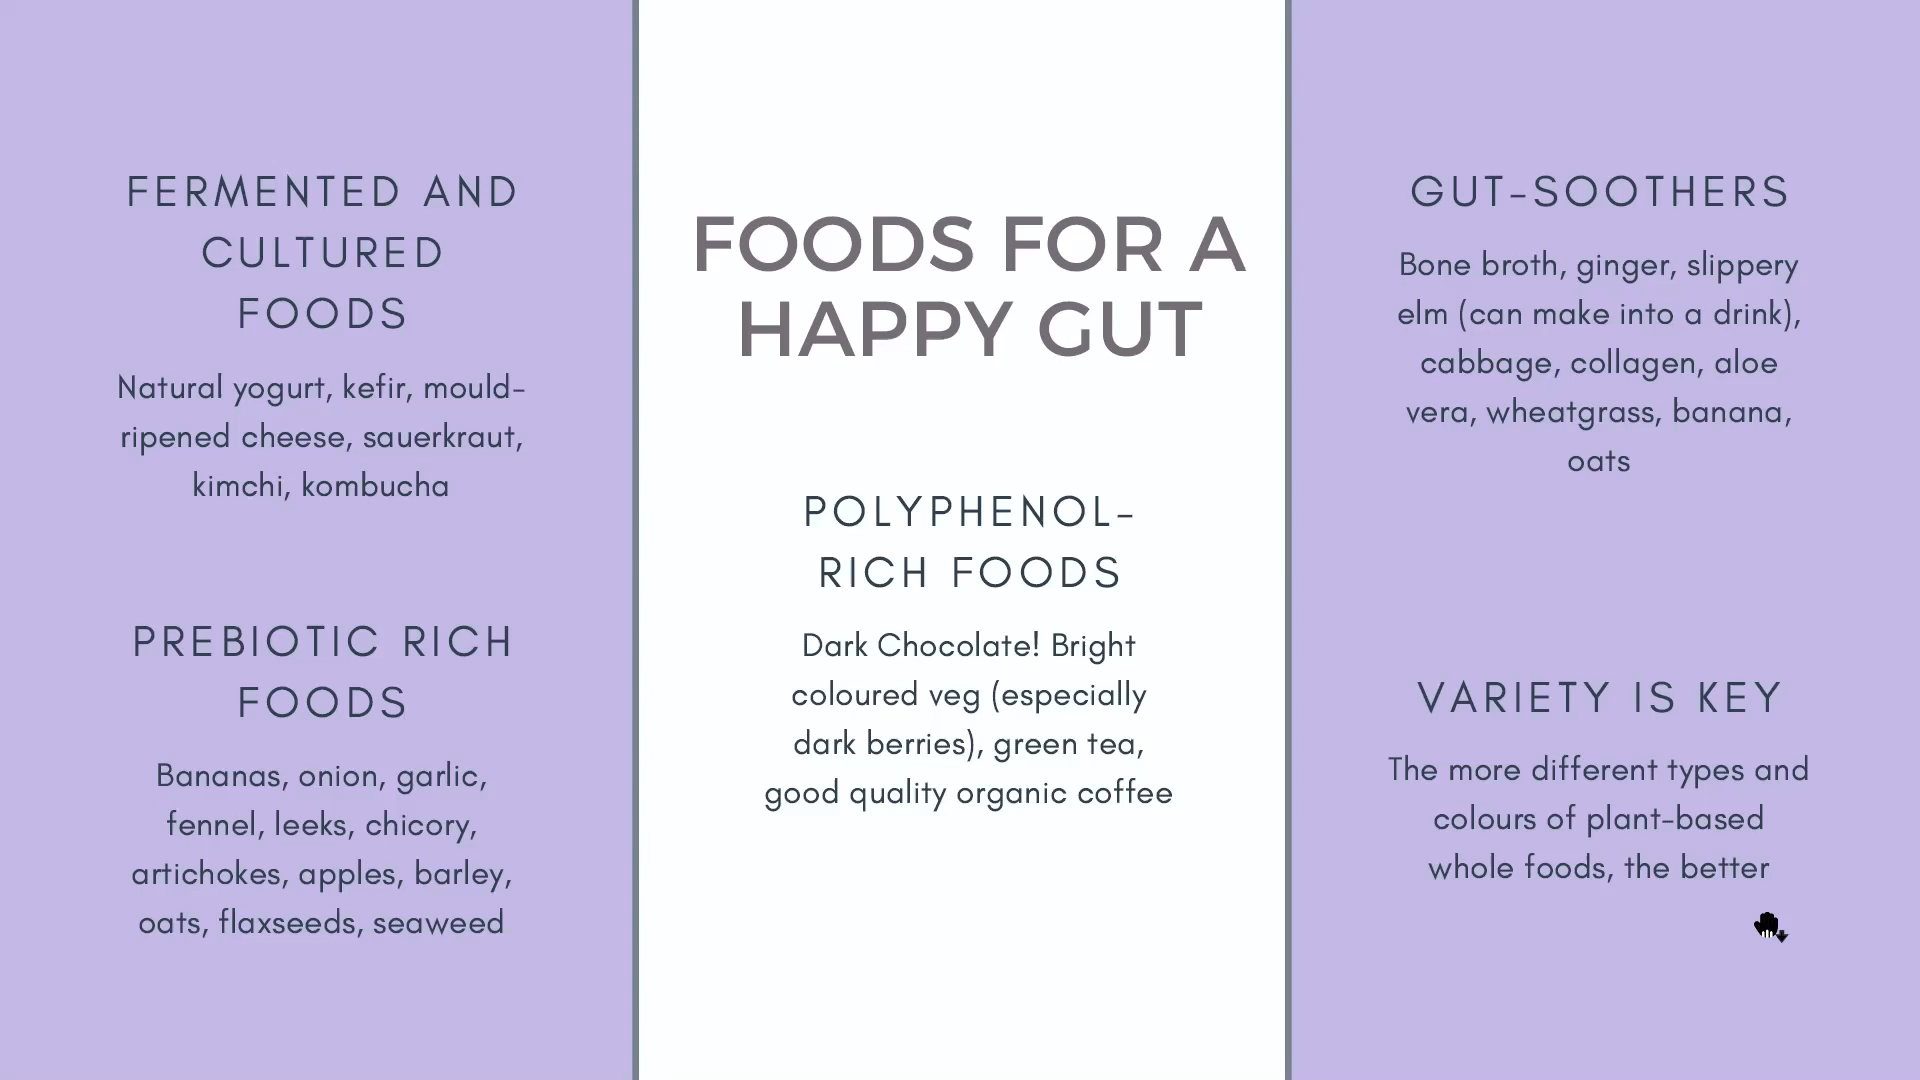 FERMENTED AND
CULTURED
FOODS
Natural yogurt, kefir, mould-
ripened cheese, sauerkraut,
kimchi, kombucha
PREBIOTIC RICH
FOODS
Bananas, onion, garlic,
fennel, leeks, chicory,
artichokes, apples, barley,
oats, flaxseeds, seaweed
FOODS FOR A
HAPPY GUT
POLYPHENOL-
RICH FOODS
Dark Chocolate! Bright
coloured veg (especially
dark berries), green tea,
good quality organic coffee
GUT-SOOTHERS
Bone broth, ginger, slippery
elm (can make into a drink),
cabbage, collagen, aloe
vera, wheatgrass, banana,
oats
VARIETY IS KEY
The more different types and
colours of plant-based
whole foods, the better